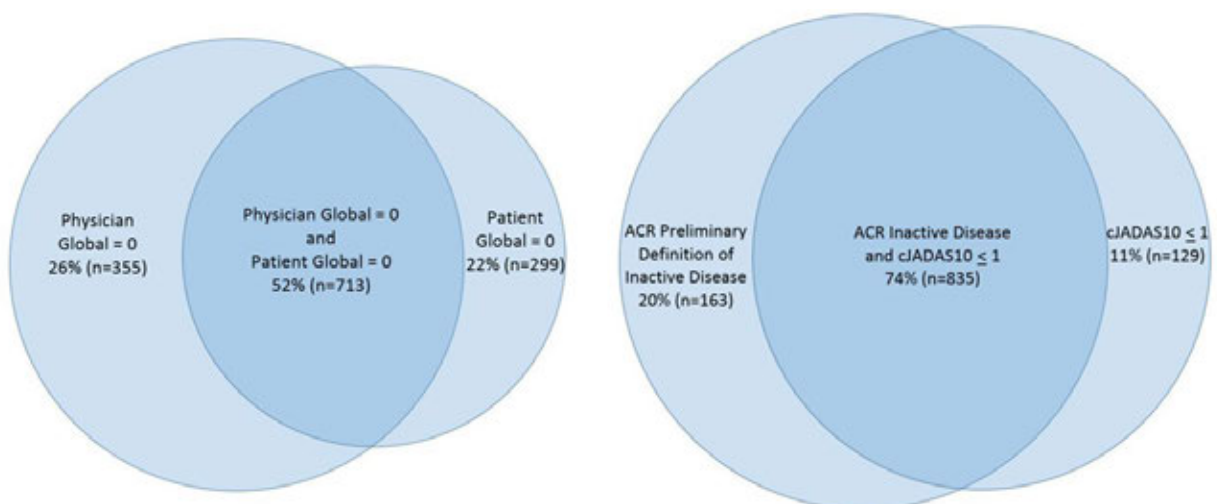 Physician
Global = 0
26% (n=355)
Physician Global = 0
and
Patient Global = 0
52% (n=713)
Patient
Global = 0
22% (n=299)
ACR Preliminary
Definition of
Inactive Disease
20% (n=163)
ACR Inactive Disease
and cJADAS10 ≤ 1
74% (n=835)
cJADAS10 ≤ 1
11% (n=129)